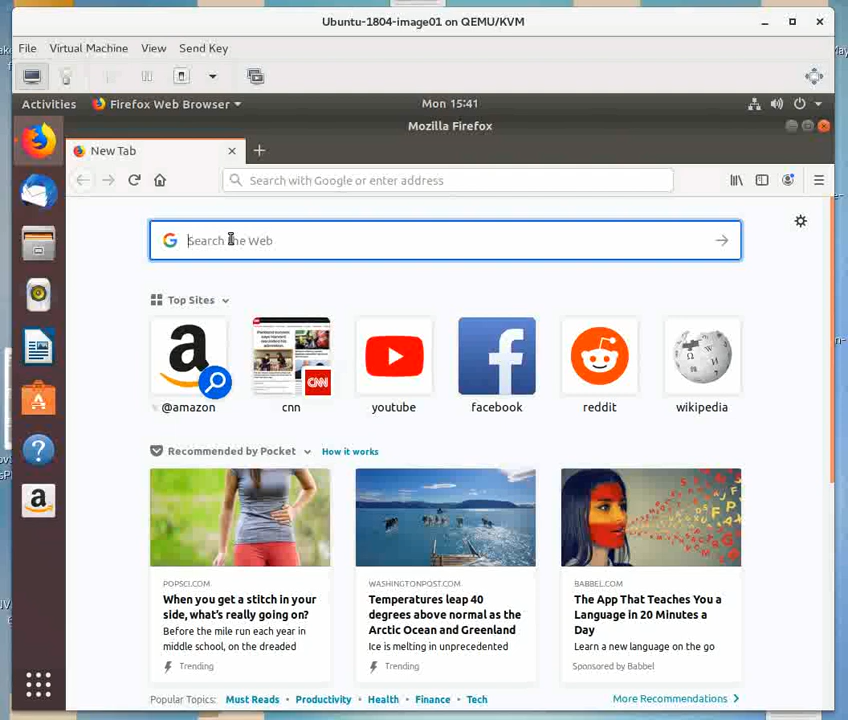 Ubuntu-1804-image01 on QEMU/KVM
File Virtual Machine View Send Key
Activities Firefox Web Browser Mon 15:41
Mozilla Firefox
New Tab
Search with Google or enter address
Search the Web
Top Sites
CNN
@amazon cnn youtube facebook reddit wikipedia
Recommended by Pocket How it works
POPSCI.COM
When you get a stitch in your
side, what's really going on?
Before the mile run each year in
middle school, on the dreaded
Trending
WASHINGTONPOST.COM
Temperatures leap 40
degrees above normal as the
Arctic Ocean and Greenland
Ice is melting in unprecedented
Trending
BABBEL.COM
The App That Teaches You a
Language in 20 Minutes a
Day
Learn a new language on the go
Sponsored by Babbel
Popular Topics: Must Reads • Productivity • Health • Finance • Tech More Recommendations